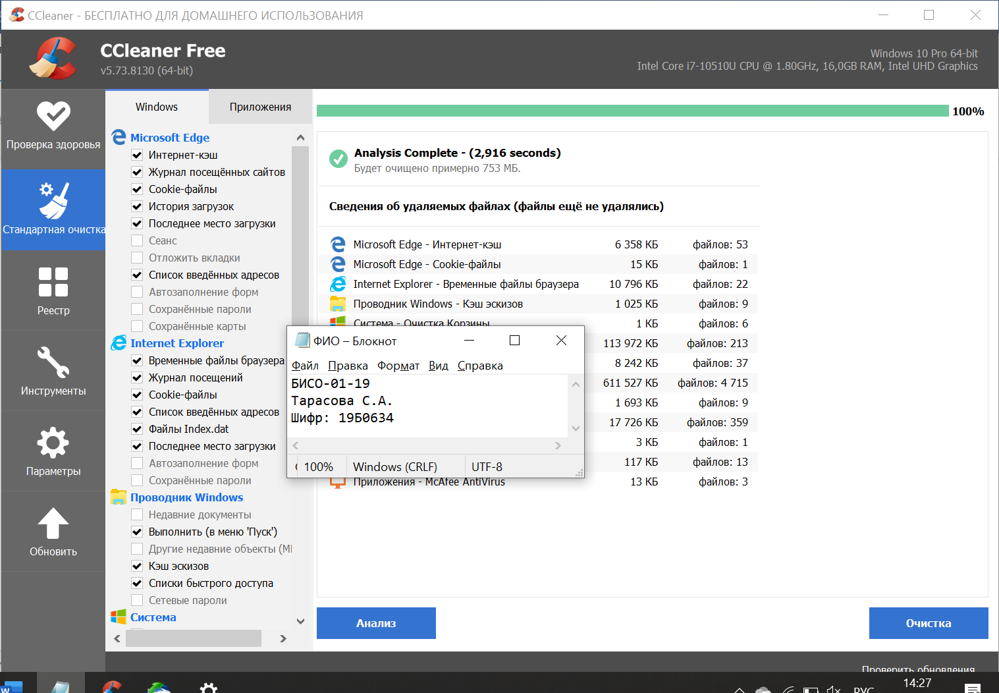 CCleaner - БЕСПЛАТНО ДЛЯ ДОМАШНЕГО ИСПОЛЬЗОВАНИЯ
CCleaner Free
v5.73.8130 (64-bit)
Windows 10 Pro 64-bit
Intel Core i7-10510U CPU @ 1.80GHz, 16,0GB RAM, Intel UHD Graphics
Проверка здоровья
Стандартная очистка
Реестр
Инструменты
Параметры
Обновить
Windows
Приложения
Microsoft Edge
Интернет-кэш
Журнал посещённых сайтов
Cookie-файлы
История загрузок
Последнее место загрузки
Сеанс
Отложить вкладки
Список введённых адресов
Автозаполнение форм
Сохранённые пароли
Сохранённые карты
Internet Explorer
Временные файлы браузера
Журнал посещений
Cookie-файлы
Список введённых адресов
Файлы Index.dat
Последнее место загрузки
Автозаполнение форм
Сохранённые пароли
Проводник Windows
Недавние документы
Выполнить (в меню 'Пуск')
Другие недавние объекты
Кэш эскизов
Списки быстрого доступа
Сетевые пароли
Система
100%
Analysis Complete - (2,916 seconds)
Будет очищено примерно 753 МБ.
Сведения об удаляемых файлах (файлы ещё не удалялись)
Microsoft Edge - Интернет-кэш 6 358 КБ файлов: 53
Microsoft Edge - Cookie-файлы 15 КБ файлов: 1
Internet Explorer - Временные файлы браузера 10 796 КБ файлов: 22
Проводник Windows - Кэш эскизов 1 025 КБ файлов: 9
Система - Очистка Корзины 1 КБ файлов: 6
113 972 КБ файлов: 213
8 242 КБ файлов: 37
611 527 КБ файлов: 4 715
1 693 КБ файлов: 9
17 726 КБ файлов: 359
3 КБ файлов: 1
117 КБ файлов: 13
Приложения - McAfee AntiVirus 13 КБ файлов: 3
ФИО – Блокнот
Файл Правка Формат Вид Справка
БИСО-01-19
Тарасова С.А.
Шифр: 19Б0634
100% Windows (CRLF) UTF-8
Анализ
Очистка
Проверить обновления
РУС
14:27